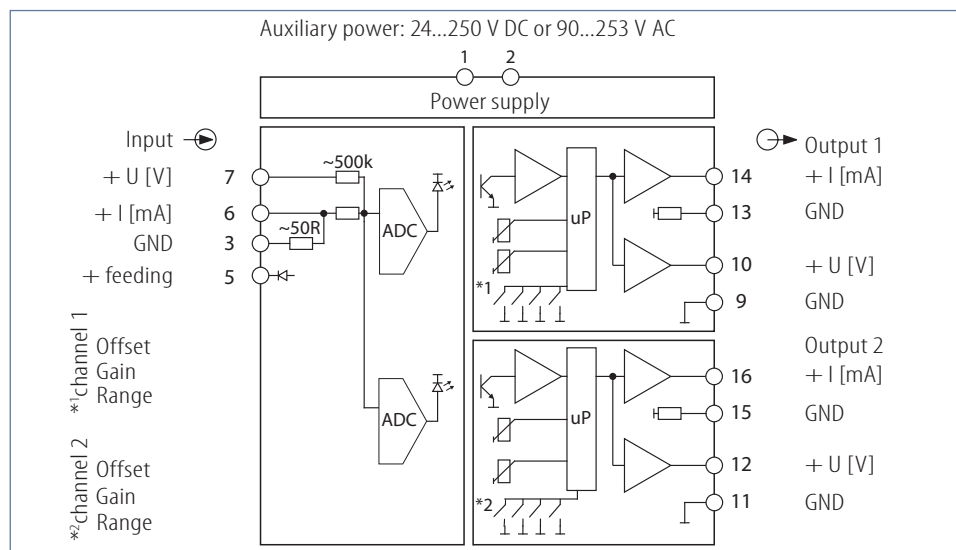 Auxiliary power: 24...250 V DC or 90...253 V AC
1 2
Power supply
Input
+ U [V] 7 ~500k
+ I [mA] 6
GND 3 ~50R
+ feeding 5
ADC
ADC
*1channel 1
Offset
Gain
Range
*2channel 2
Offset
Gain
Range
uP
*1
Output 1
14 + I [mA]
13 GND
10 + U [V]
9 GND
uP
*2
Output 2
16 + I [mA]
15 GND
12 + U [V]
11 GND